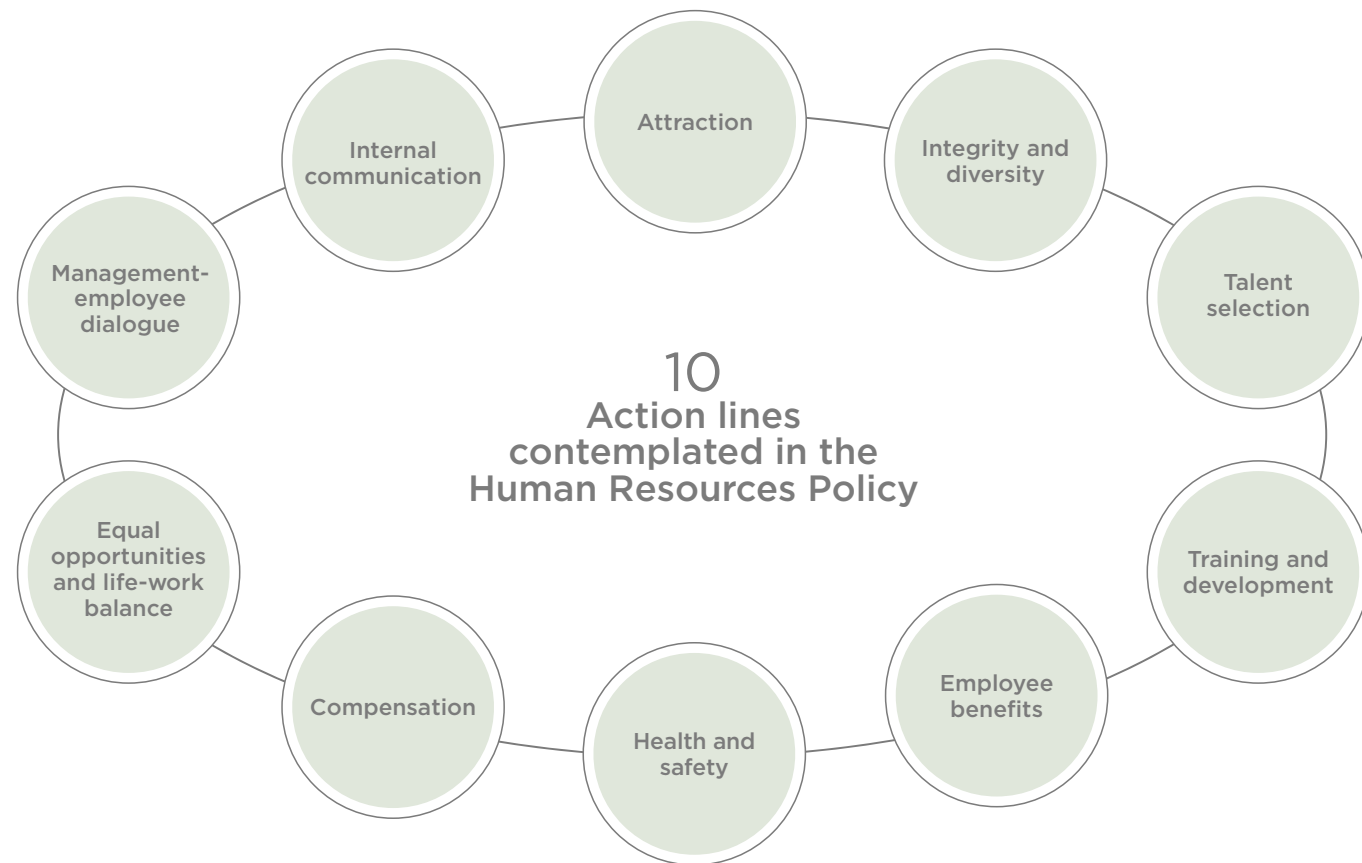 Attraction
Integrity and
diversity
Talent
selection
Training and
development
Employee
benefits
Health and
safety
Compensation
Equal
opportunities
and life-work
balance
Management-
employee
dialogue
Internal
communication
10
Action lines
contemplated in the
Human Resources Policy